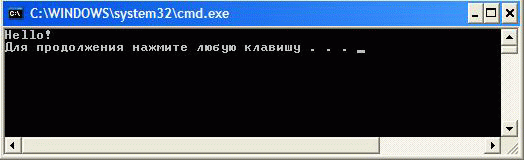 C:\WINDOWS\system32\cmd.exe
Hello!
Для продолжения нажмите любую клавишу . . . _